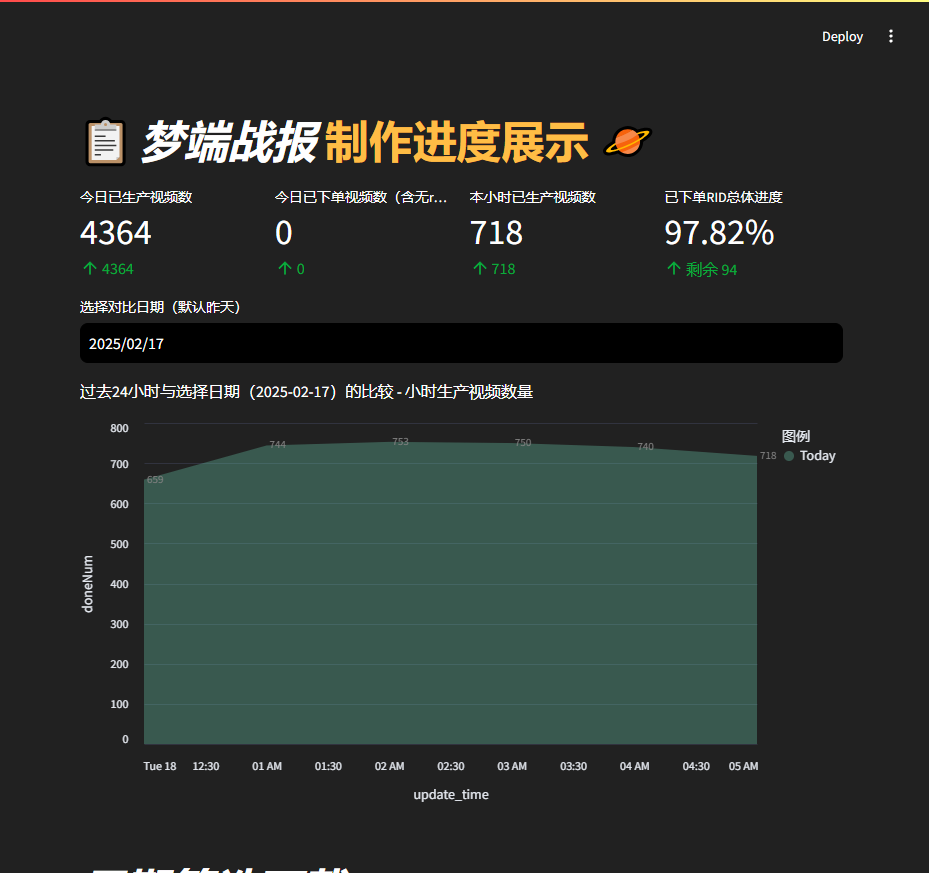 Deploy
梦端战报 制作进度展示
今日已生产视频数
4364
4364
今日已下单视频数（含无r...
0
0
本小时已生产视频数
718
718
已下单RID总体进度
97.82%
剩余 94
选择对比日期（默认昨天）
2025/02/17
过去24小时与选择日期（2025-02-17）的比较 - 小时生产视频数量
800
700
600
500
400
300
200
100
0
doneNum
659
744
753
750
740
718
图例
Today
Tue 18 12:30 01 AM 01:30 02 AM 02:30 03 AM 03:30 04 AM 04:30 05 AM
update_time